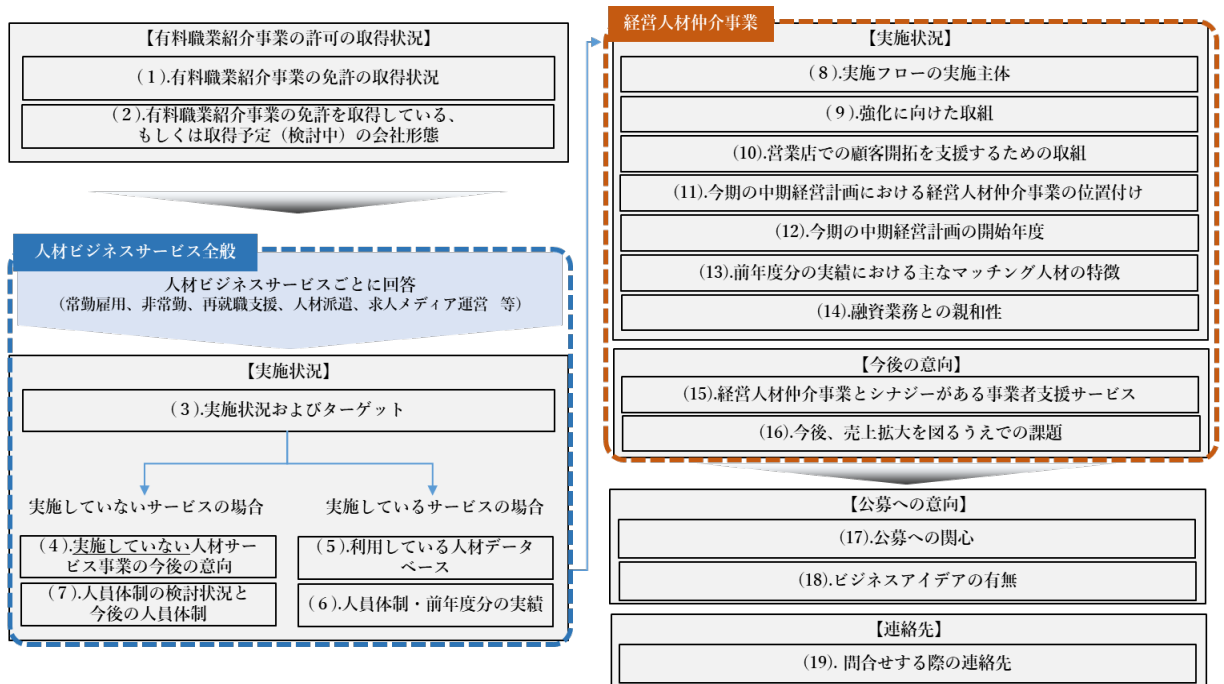 【有料職業紹介事業の許可の取得状況】
(1).有料職業紹介事業の免許の取得状況
(2).有料職業紹介事業の免許を取得している、
もしくは取得予定（検討中）の会社形態
人材ビジネスサービス全般
人材ビジネスサービスごとに回答
（常勤雇用、非常勤、再就職支援、人材派遣、求人メディア運営　等）
【実施状況】
(3).実施状況およびターゲット
実施していないサービスの場合
実施しているサービスの場合
(4).実施していない人材サー
ビス事業の今後の意向
(7).人員体制の検討状況と
今後の人員体制
(5).利用している人材データ
ベース
(6).人員体制・前年度分の実績
経営人材仲介事業
【実施状況】
(8).実施フローの実施主体
(9).強化に向けた取組
(10).営業店での顧客開拓を支援するための取組
(11).今期の中期経営計画における経営人材仲介事業の位置付け
(12).今期の中期経営計画の開始年度
(13).前年度分の実績における主なマッチング人材の特徴
(14).融資業務との親和性
【今後の意向】
(15).経営人材仲介事業とシナジーがある事業者支援サービス
(16).今後、売上拡大を図るうえでの課題
【公募への意向】
(17).公募への関心
(18).ビジネスアイデアの有無
【連絡先】
(19). 問合せする際の連絡先